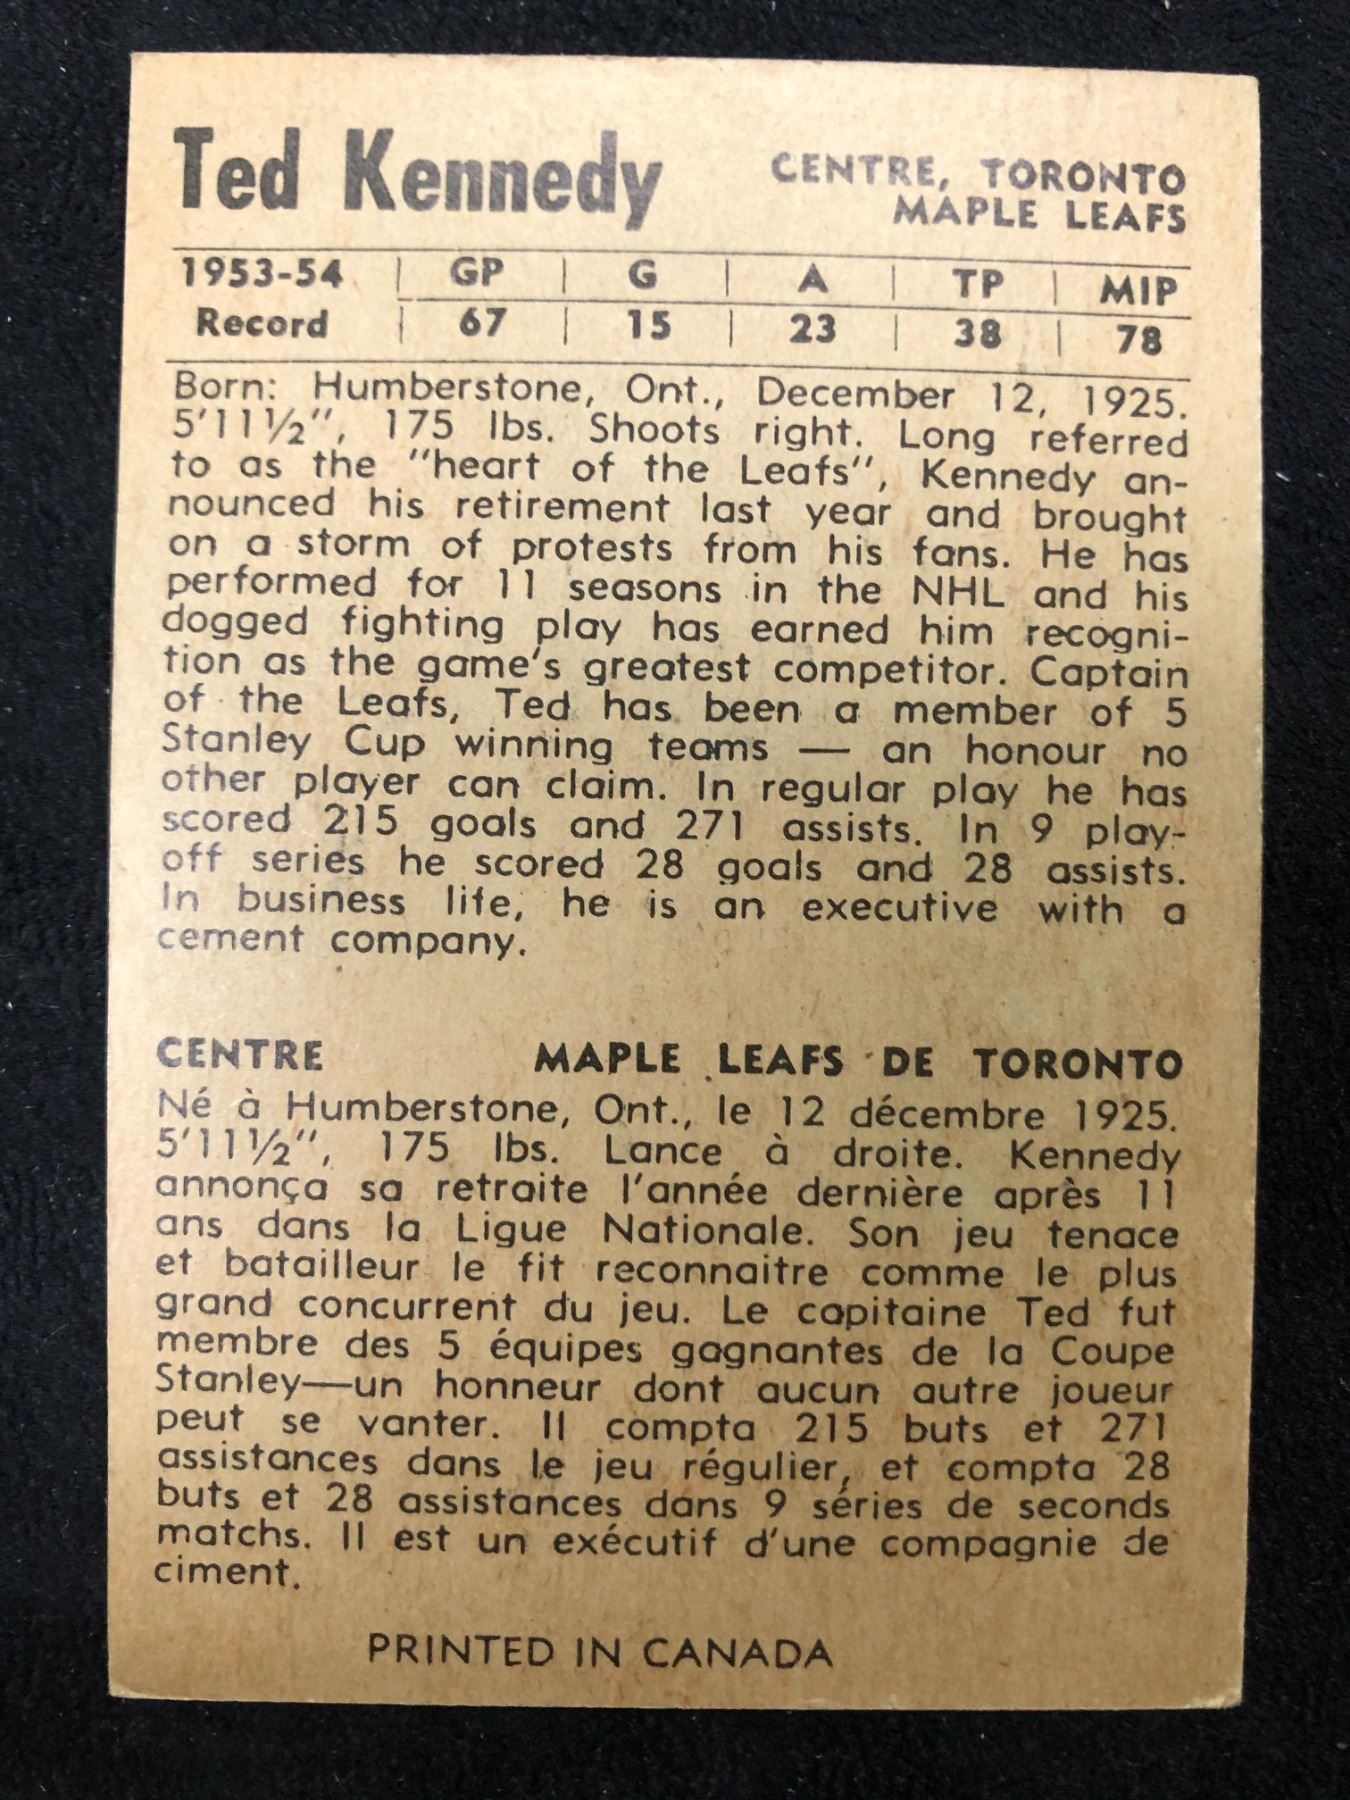 Ted Kennedy CENTRE, TORONTO
MAPLE LEAFS
1953-54 | GP | G | A | TP | MIP
Record | 67 | 15 | 23 | 38 | 78
Born: Humberstone, Ont., December 12, 1925.
5'11½", 175 lbs. Shoots right. Long referred
to as the "heart of the Leafs", Kennedy an-
nounced his retirement last year and brought
on a storm of protests from his fans. He has
performed for 11 seasons in the NHL and his
dogged fighting play has earned him recogni-
tion as the game's greatest competitor. Captain
of the Leafs, Ted has been a member of 5
Stanley Cup winning teams — an honour no
other player can claim. In regular play he has
scored 215 goals and 271 assists. In 9 play-
off series he scored 28 goals and 28 assists.
In business life, he is an executive with a
cement company.
CENTRE MAPLE LEAFS DE TORONTO
Né à Humberstone, Ont., le 12 décembre 1925.
5'11½", 175 lbs. Lance à droite. Kennedy
annonça sa retraite l'année dernière après 11
ans dans la Ligue Nationale. Son jeu tenace
et batailleur le fit reconnaitre comme le plus
grand concurrent du jeu. Le capitaine Ted fut
membre des 5 équipes gagnantes de la Coupe
Stanley—un honneur dont aucun autre joueur
peut se vanter. Il compta 215 buts et 271
assistances dans le jeu régulier, et compta 28
buts et 28 assistances dans 9 séries de seconds
matchs. Il est un exécutif d'une compagnie de
ciment.
PRINTED IN CANADA